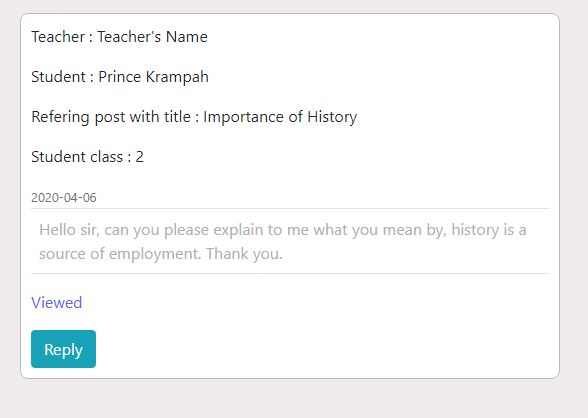 Teacher : Teacher's Name
Student : Prince Krampah
Refering post with title : Importance of History
Student class : 2
2020-04-06
Hello sir, can you please explain to me what you mean by, history is a
source of employment. Thank you.
Viewed
Reply